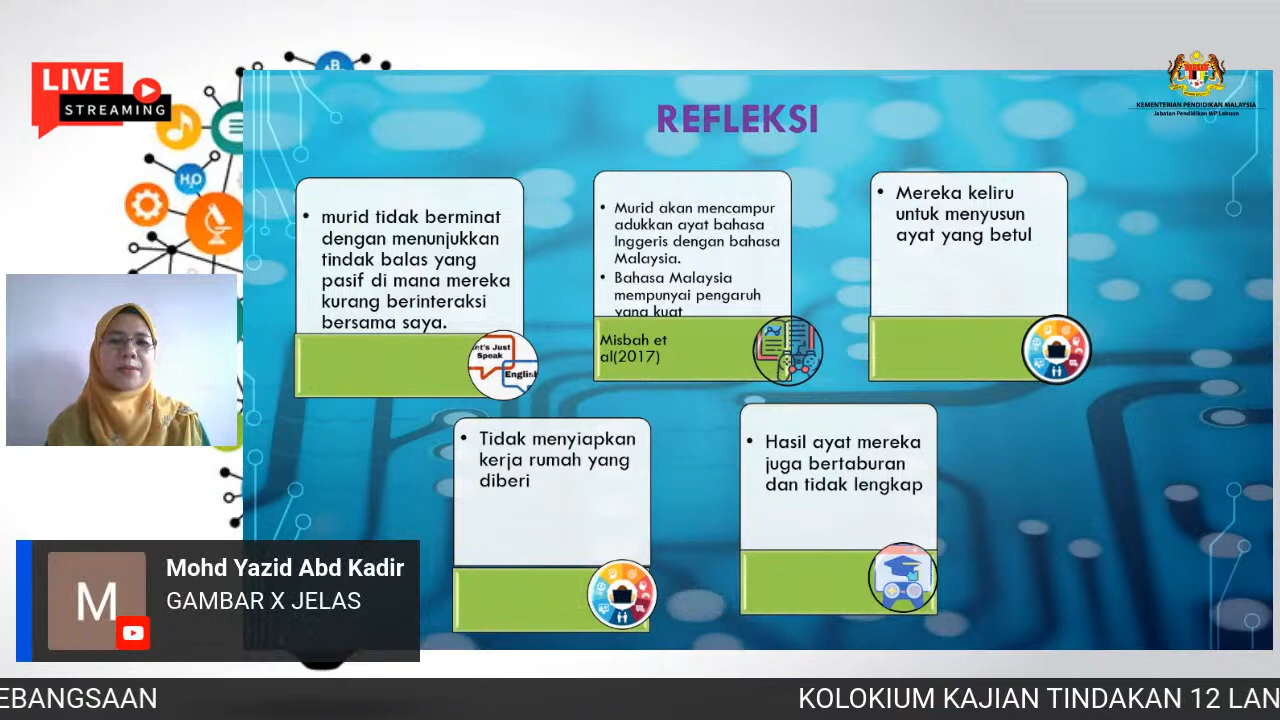 LIVE
STREAMING
B
H₂O
KEMENTERIAN PENDIDIKAN MALAYSIA
Jabatan Pendidikan WP Labuan
REFLEKSI
• murid tidak berminat
dengan menunjukkan
tindak balas yang
pasif di mana mereka
kurang berinteraksi
bersama saya.
Let's Just
Speak
English
• Murid akan mencampur
adukkan ayat bahasa
Inggeris dengan bahasa
Malaysia.
• Bahasa Malaysia
mempunyai pengaruh
yang kuat
Misbah et
al(2017)
• Mereka keliru
untuk menyusun
ayat yang betul
• Tidak menyiapkan
kerja rumah yang
diberi
• Hasil ayat mereka
juga bertaburan
dan tidak lengkap
M
Mohd Yazid Abd Kadir
GAMBAR X JELAS
EBANGSAAN
KOLOKIUM KAJIAN TINDAKAN 12 LAN